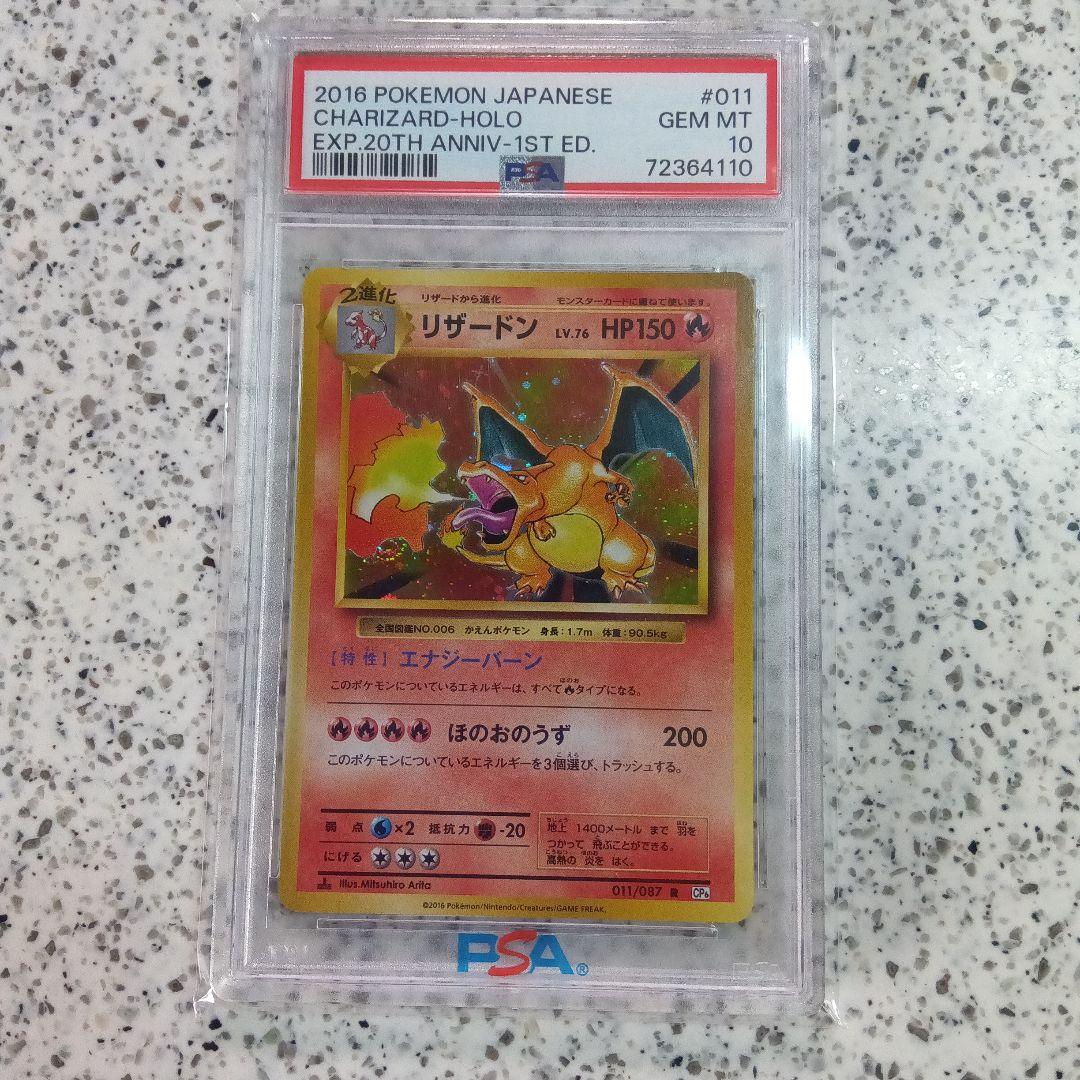 2016 POKEMON JAPANESE #011
CHARIZARD-HOLO GEM MT
EXP.20TH ANNIV-1ST ED. 10
PSA 72364110
2進化 リザードから進化 モンスターカードに重ねて使います。
リザードン LV.76 HP150
全国図鑑NO.006 かえんポケモン 身長:1.7m 体重:90.5kg
[特性] エナジーバーン
このポケモンについているエネルギーは、すべてタイプになる。
ほのおのうず 200
このポケモンについているエネルギーを3個選び、トラッシュする。
弱点 ×2 抵抗力 -20
にげる
地上 1400メートル まで 羽を
つかって 飛ぶことができる。
高熱の 炎を はく。
Illus.Mitsuhiro Arita 011/087 R CP6
©2016 Pokémon/Nintendo/Creatures/GAME FREAK.
PSA®